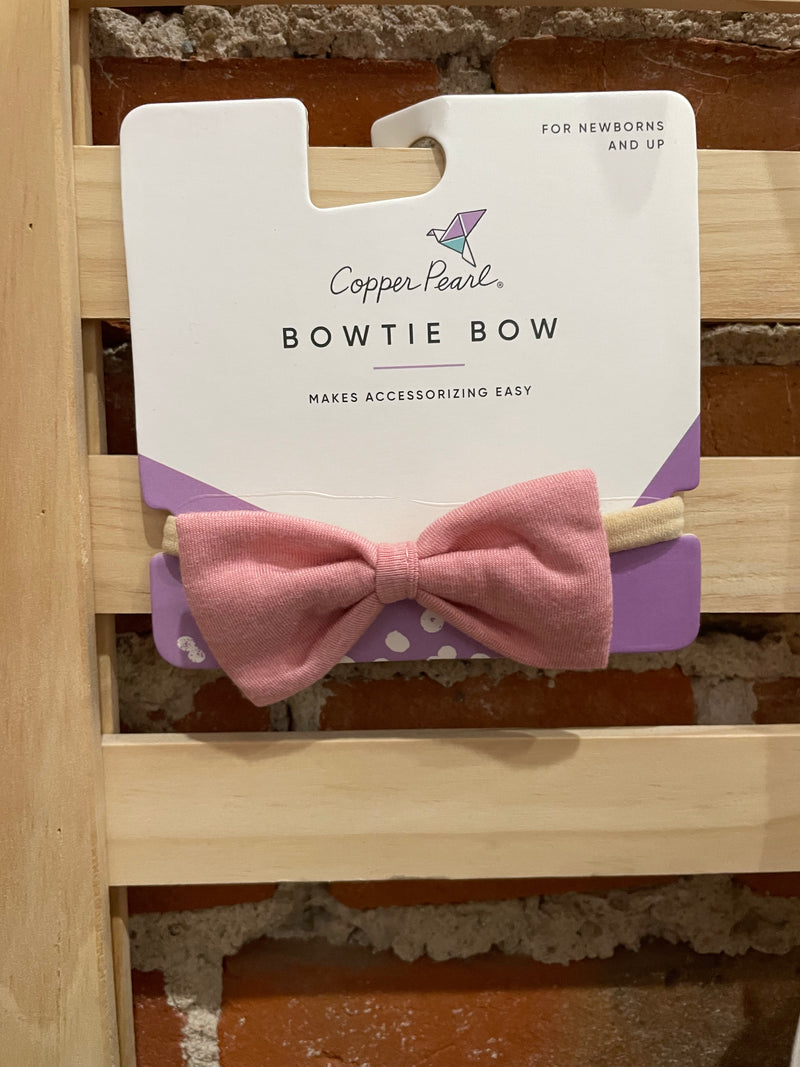 FOR NEWBORNS
AND UP
Copper Pearl®
BOWTIE BOW
MAKES ACCESSORIZING EASY